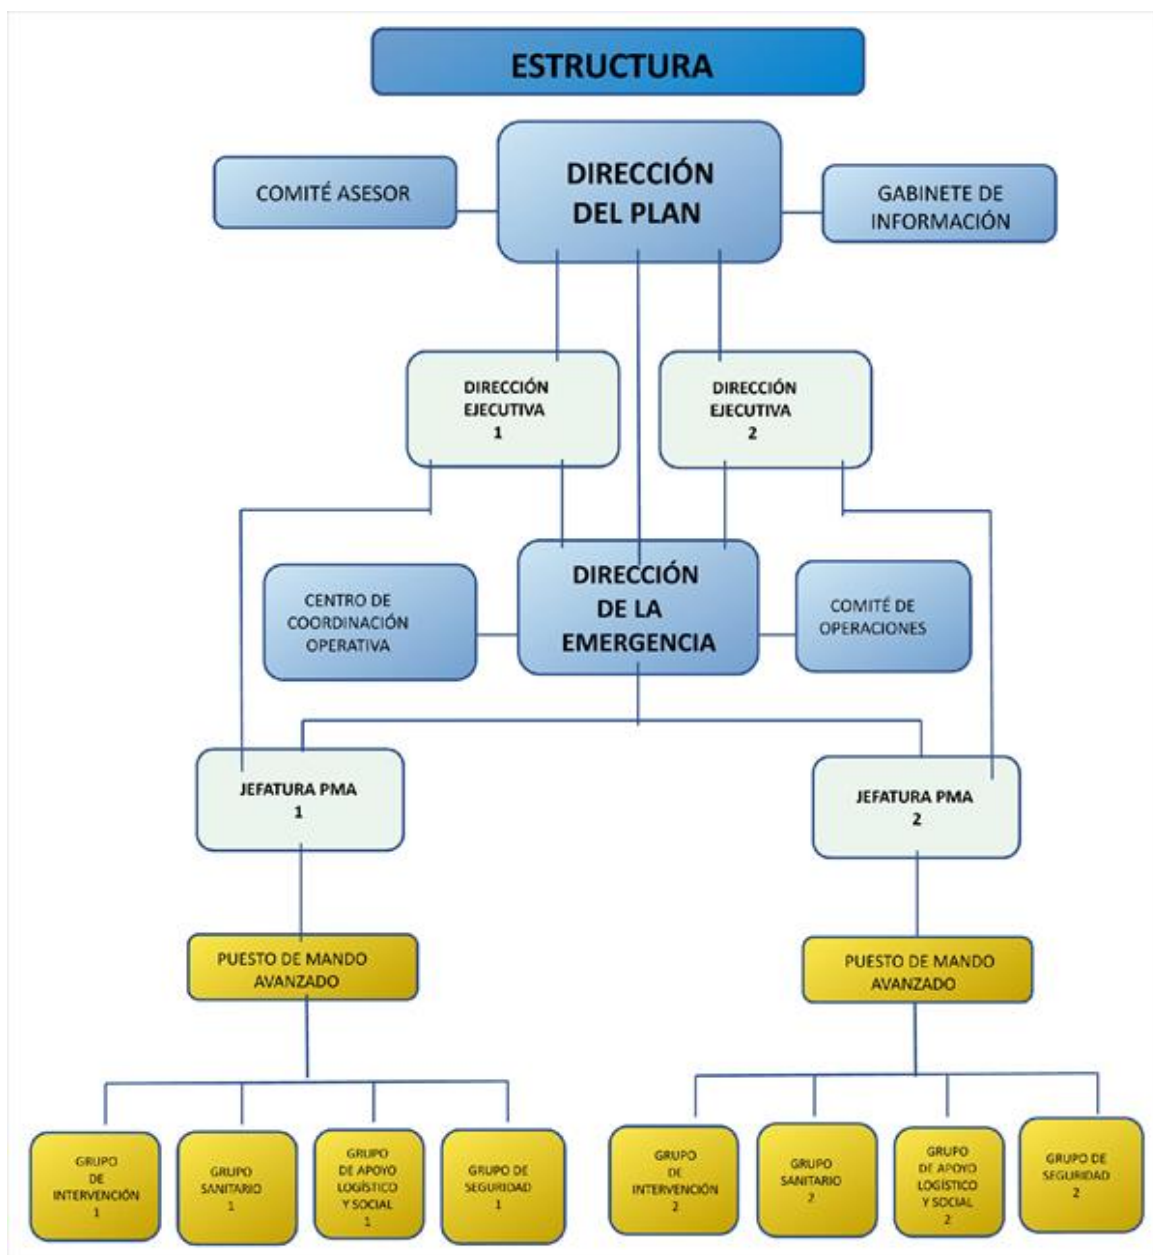 ESTRUCTURA
DIRECCIÓN
DEL PLAN
COMITÉ ASESOR
GABINETE DE
INFORMACIÓN
DIRECCIÓN
EJECUTIVA
1
DIRECCIÓN
EJECUTIVA
2
DIRECCIÓN
DE LA
EMERGENCIA
CENTRO DE
COORDINACIÓN
OPERATIVA
COMITÉ DE
OPERACIONES
JEFATURA PMA
1
JEFATURA PMA
2
PUESTO DE MANDO
AVANZADO
PUESTO DE MANDO
AVANZADO
GRUPO
DE
INTERVENCIÓN
1
GRUPO
SANITARIO
1
GRUPO
DE APOYO
LOGÍSTICO
Y SOCIAL
1
GRUPO DE
SEGURIDAD
1
GRUPO
DE
INTERVENCIÓN
2
GRUPO
SANITARIO
2
GRUPO
DE APOYO
LOGÍSTICO
Y SOCIAL
2
GRUPO DE
SEGURIDAD
2